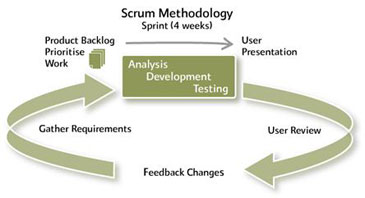 Scrum Methodology
Sprint (4 weeks)
Product Backlog
Prioritise
Work
User
Presentation
Analysis
Development
Testing
Gather Requirements
User Review
Feedback Changes